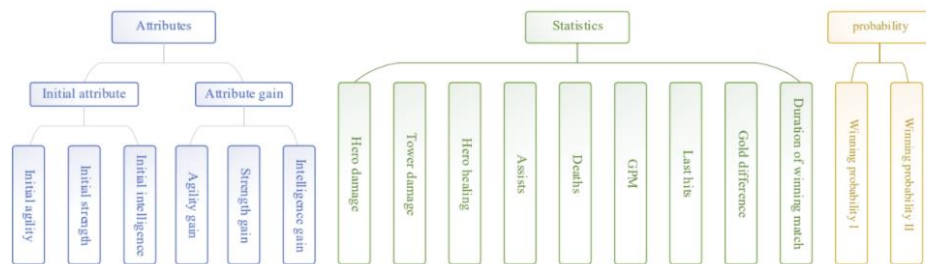 Attributes
Statistics
probability
Initial attribute
Attribute gain
Initial agility
Initial strength
Initial intelligence
Agility gain
Strength gain
Intelligence gain
Hero damage
Tower damage
Hero healing
Assists
Deaths
GPM
Last hits
Gold difference
Duration of winning match
Winning probability I
Winning probability II